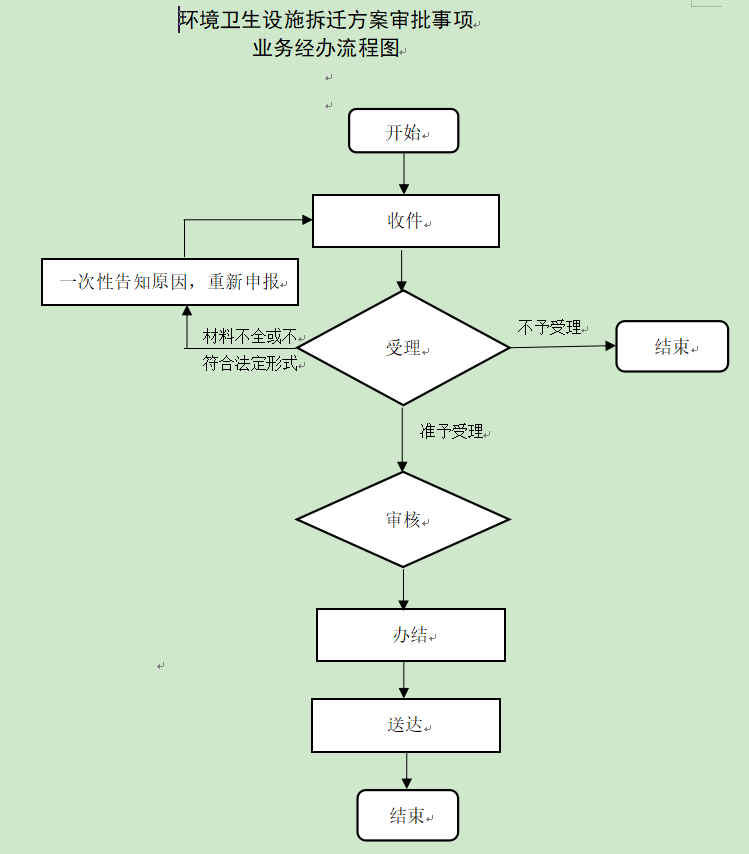 环境卫生设施拆迁方案审批事项
业务经办流程图
开始
收件
一次性告知原因，重新申报
材料不全或不
符合法定形式
受理
不予受理
结束
准予受理
审核
办结
送达
结束